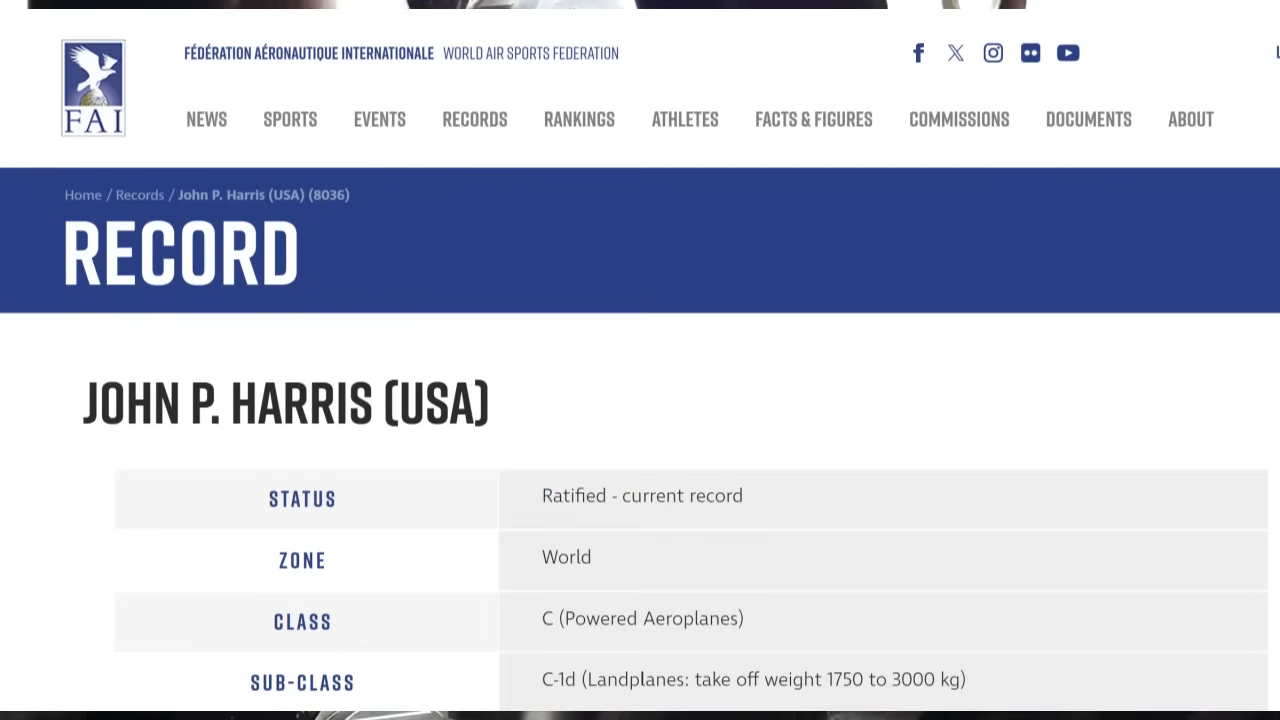 FAI
FÉDÉRATION AÉRONAUTIQUE INTERNATIONALE WORLD AIR SPORTS FEDERATION
NEWS SPORTS EVENTS RECORDS RANKINGS ATHLETES FACTS & FIGURES COMMISSIONS DOCUMENTS ABOUT
Home / Records / John P. Harris (USA) (8036)
RECORD
JOHN P. HARRIS (USA)
STATUS Ratified - current record
ZONE World
CLASS C (Powered Aeroplanes)
SUB-CLASS C-1d (Landplanes: take off weight 1750 to 3000 kg)